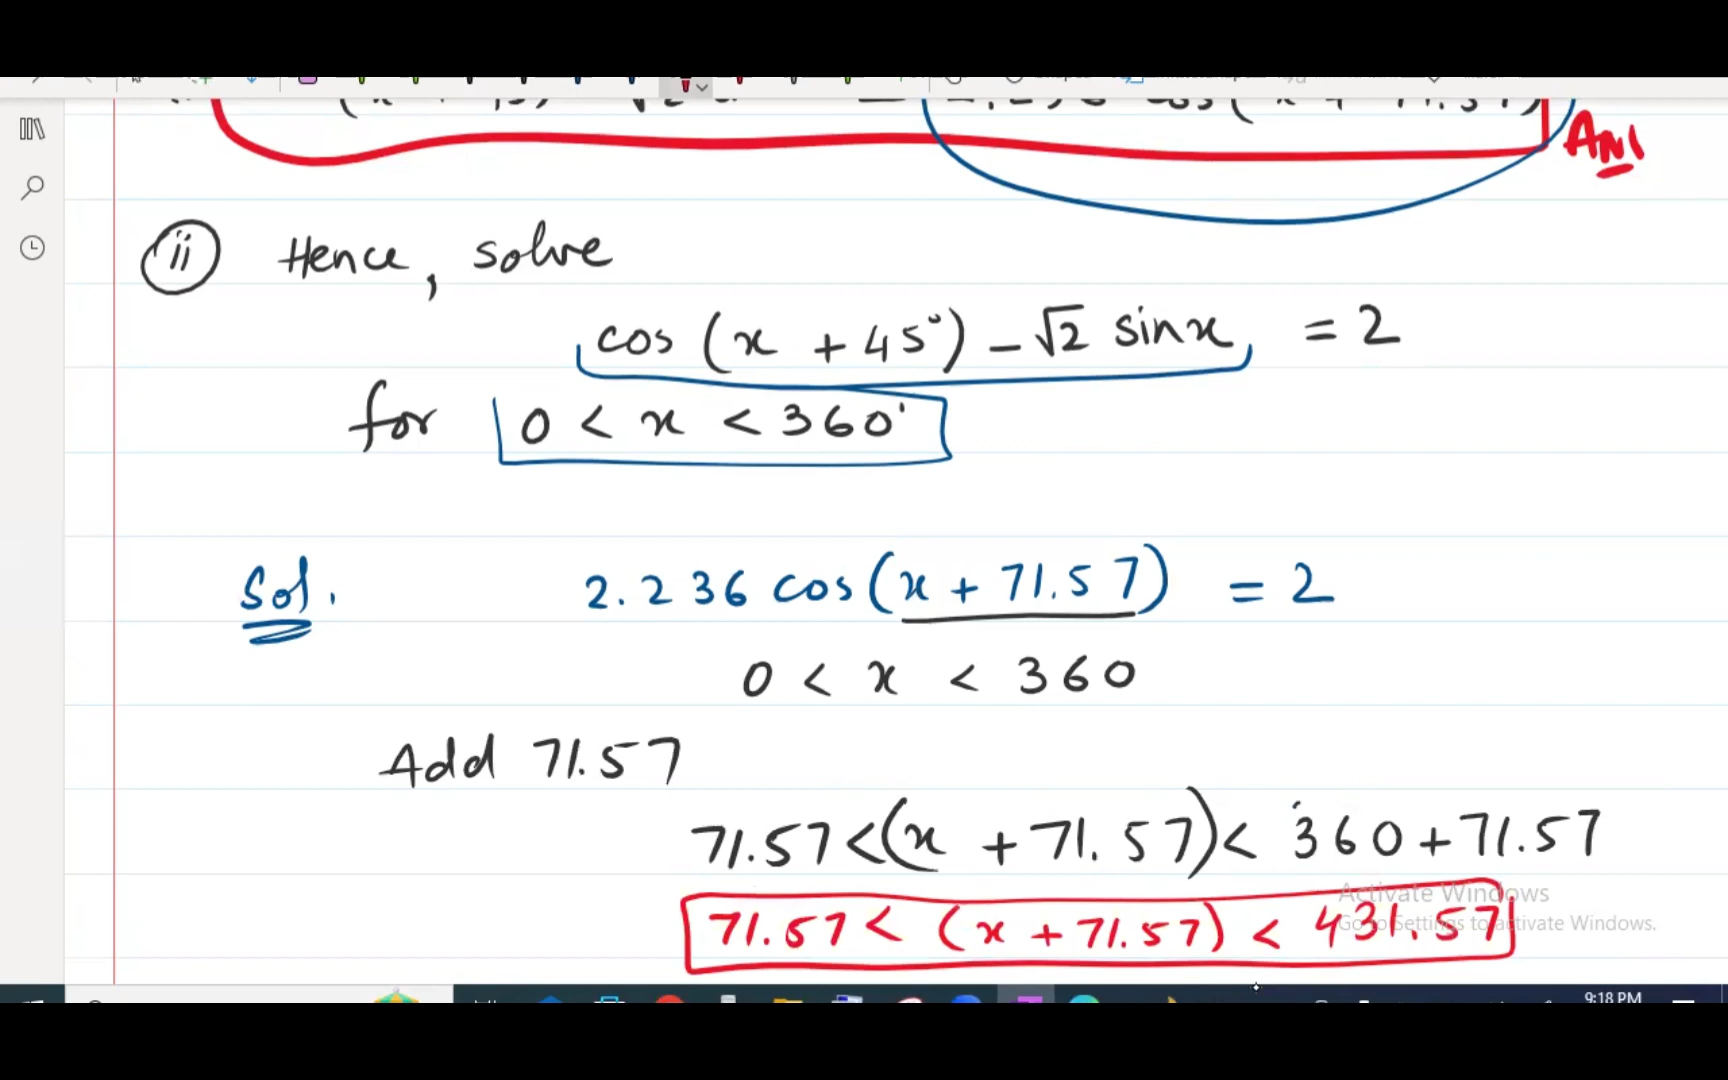 Ans
ii Hence, solve
cos (x + 45°) - √2 sinx = 2
for 0 < x < 360°
Sol. 2.236 cos(x + 71.57) = 2
0 < x < 360
Add 71.57
71.57 < (x + 71.57) < 360 + 71.57
71.57 < (x + 71.57) < 431.57
Activate Windows
Go to Settings to activate Windows.
9:18 PM